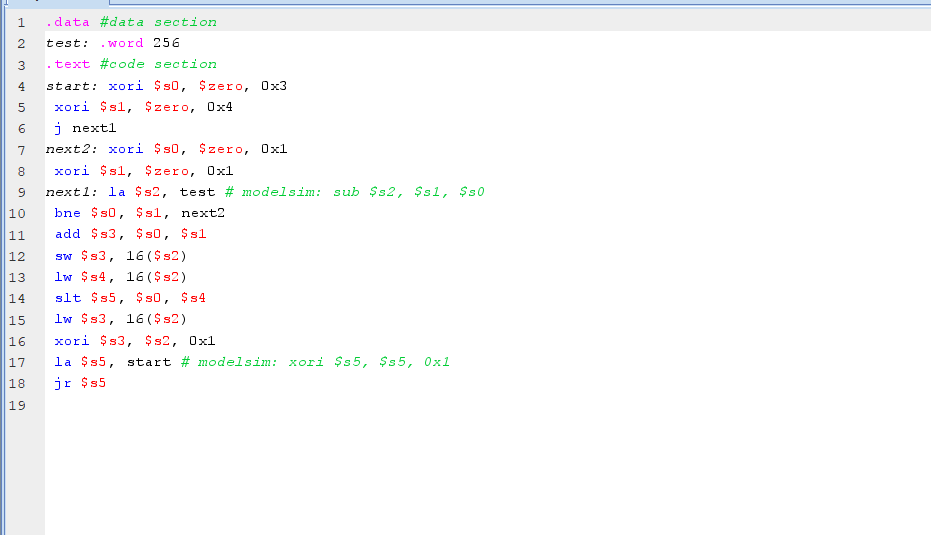 1 .data #data section
2 test: .word 256
3 .text #code section
4 start: xori $s0, $zero, 0x3
5 xori $s1, $zero, 0x4
6 j next1
7 next2: xori $s0, $zero, 0x1
8 xori $s1, $zero, 0x1
9 next1: la $s2, test # modelsim: sub $s2, $s1, $s0
10 bne $s0, $s1, next2
11 add $s3, $s0, $s1
12 sw $s3, 16($s2)
13 lw $s4, 16($s2)
14 slt $s5, $s0, $s4
15 lw $s3, 16($s2)
16 xori $s3, $s2, 0x1
17 la $s5, start # modelsim: xori $s5, $s5, 0x1
18 jr $s5
19